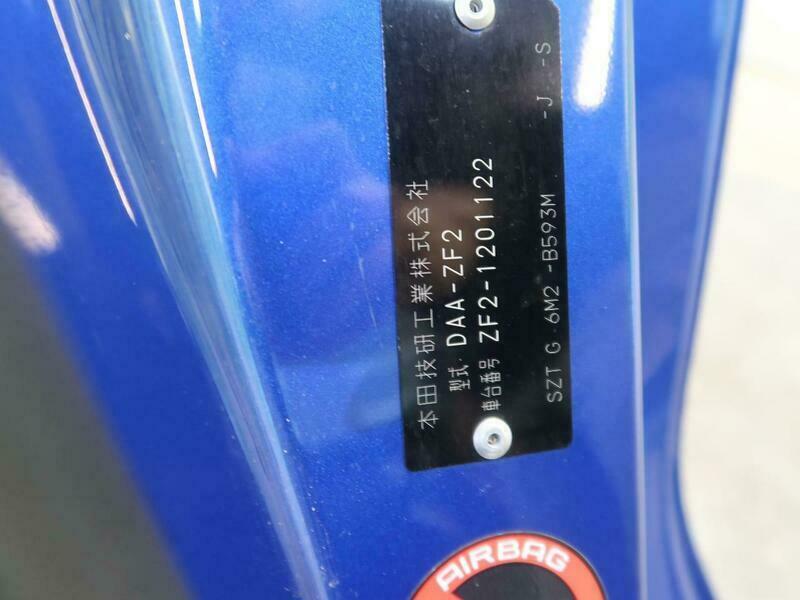 本田技研工業株式会社
型式 DAA-ZF2
車台番号 ZF2-1201122
SZT G 6M2 -B593M -J -S
AIRBAG